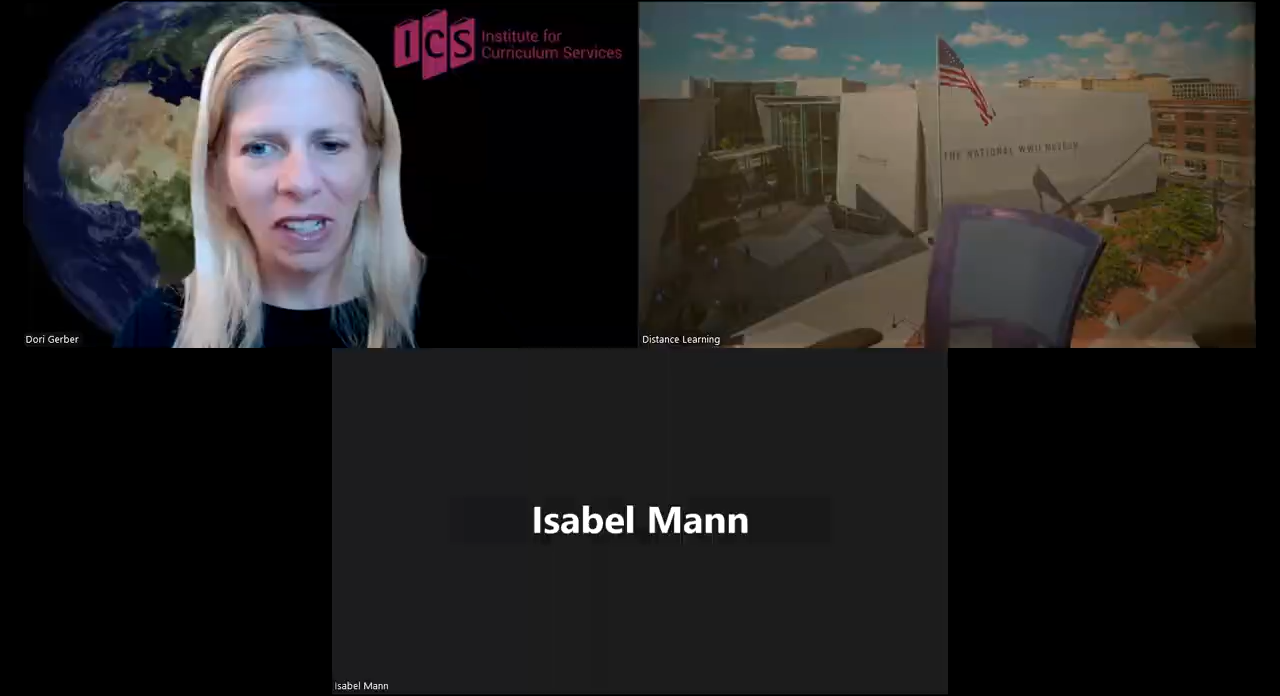 ICS
Institute for
Curriculum Services
THE NATIONAL WWII MUSEUM
Dori Gerber
Distance Learning
Isabel Mann
Isabel Mann